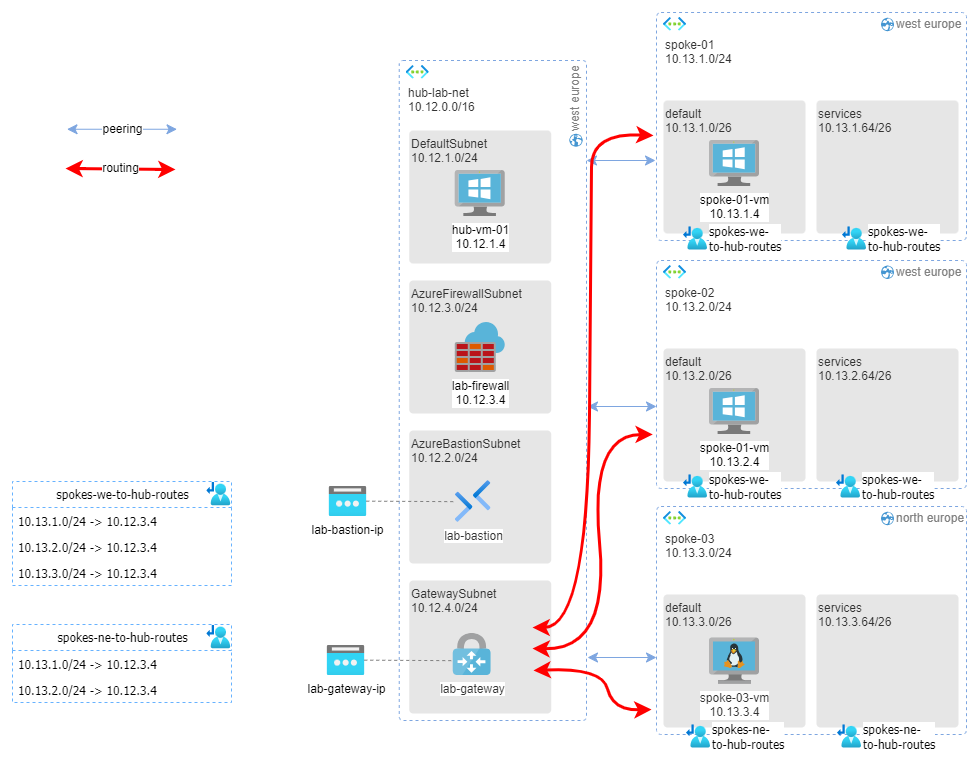 peering
routing
spokes-we-to-hub-routes
10.13.1.0/24 -> 10.12.3.4
10.13.2.0/24 -> 10.12.3.4
10.13.3.0/24 -> 10.12.3.4
spokes-ne-to-hub-routes
10.13.1.0/24 -> 10.12.3.4
10.13.2.0/24 -> 10.12.3.4
lab-bastion-ip
lab-gateway-ip
west europe
hub-lab-net
10.12.0.0/16
DefaultSubnet
10.12.1.0/24
hub-vm-01
10.12.1.4
AzureFirewallSubnet
10.12.3.0/24
lab-firewall
10.12.3.4
AzureBastionSubnet
10.12.2.0/24
lab-bastion
GatewaySubnet
10.12.4.0/24
lab-gateway
west europe
spoke-01
10.13.1.0/24
default
10.13.1.0/26
spoke-01-vm
10.13.1.4
spokes-we-
to-hub-routes
services
10.13.1.64/26
spokes-we-
to-hub-routes
west europe
spoke-02
10.13.2.0/24
default
10.13.2.0/26
spoke-01-vm
10.13.2.4
spokes-we-
to-hub-routes
services
10.13.2.64/26
spokes-we-
to-hub-routes
north europe
spoke-03
10.13.3.0/24
default
10.13.3.0/26
spoke-03-vm
10.13.3.4
spokes-ne-
to-hub-routes
services
10.13.3.64/26
spokes-ne-
to-hub-routes